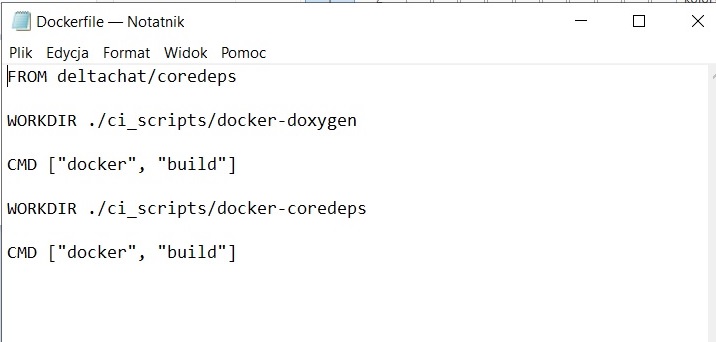 Dockerfile — Notatnik
Plik Edycja Format Widok Pomoc
FROM deltachat/coredeps
WORKDIR ./ci_scripts/docker-doxygen
CMD ["docker", "build"]
WORKDIR ./ci_scripts/docker-coredeps
CMD ["docker", "build"]